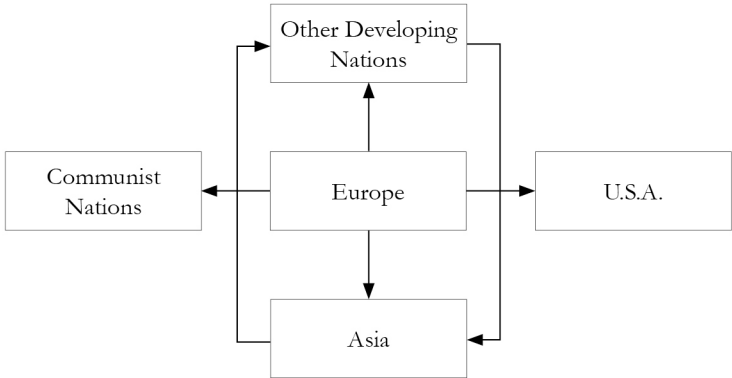 Other Developing
Nations
Communist
Nations
Europe
U.S.A.
Asia